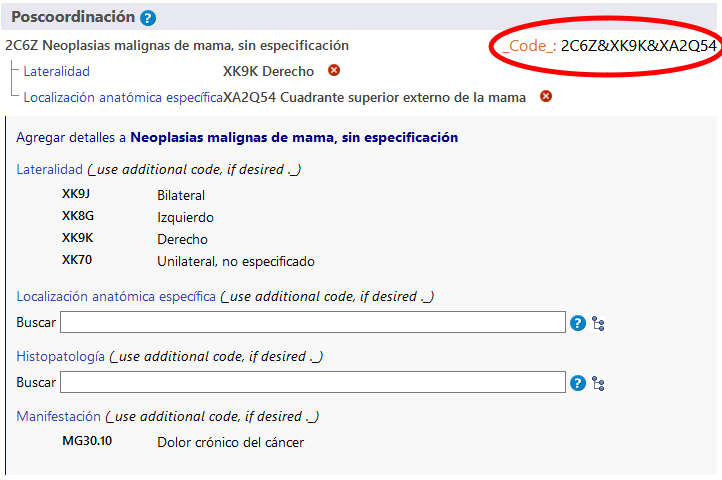 Poscoordinación ?
2C6Z Neoplasias malignas de mama, sin especificación _Code_: 2C6Z&XK9K&XA2Q54
Lateralidad XK9K Derecho
Localización anatómica específicaXA2Q54 Cuadrante superior externo de la mama
Agregar detalles a Neoplasias malignas de mama, sin especificación
Lateralidad (_use additional code, if desired ._)
XK9J Bilateral
XK8G Izquierdo
XK9K Derecho
XK70 Unilateral, no especificado
Localización anatómica específica (_use additional code, if desired ._)
Buscar ?
Histopatología (_use additional code, if desired ._)
Buscar ?
Manifestación (_use additional code, if desired ._)
MG30.10 Dolor crónico del cáncer